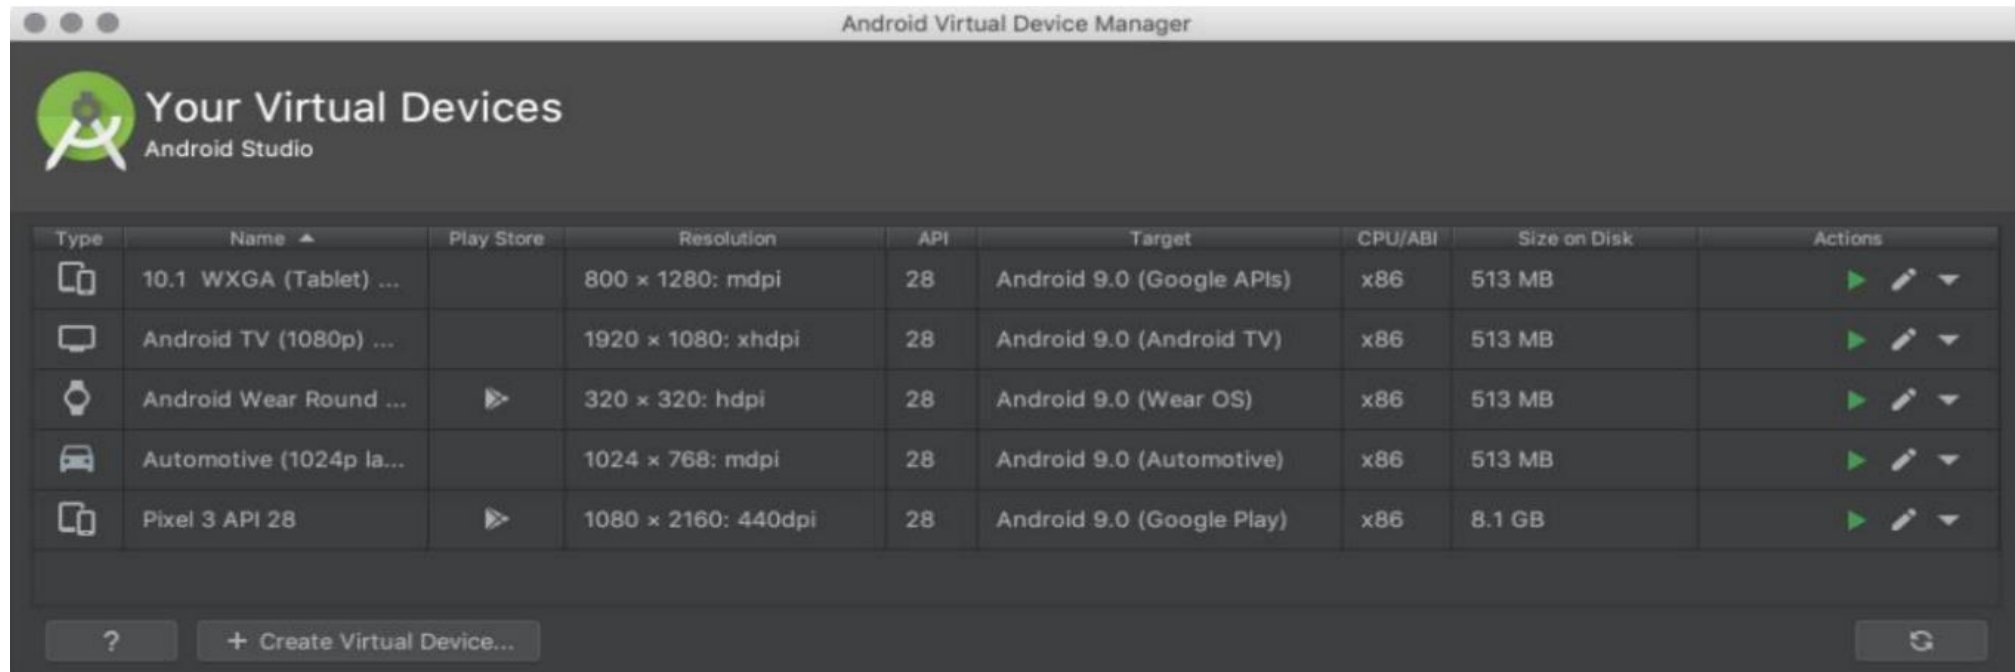 Android Virtual Device Manager
Your Virtual Devices
Android Studio
Type Name Play Store Resolution API Target CPU/ABI Size on Disk Actions
10.1 WXGA (Tablet) ... 800 × 1280: mdpi 28 Android 9.0 (Google APIs) x86 513 MB
Android TV (1080p) ... 1920 × 1080: xhdpi 28 Android 9.0 (Android TV) x86 513 MB
Android Wear Round ... 320 × 320: hdpi 28 Android 9.0 (Wear OS) x86 513 MB
Automotive (1024p la... 1024 × 768: mdpi 28 Android 9.0 (Automotive) x86 513 MB
Pixel 3 API 28 1080 × 2160: 440dpi 28 Android 9.0 (Google Play) x86 8.1 GB
? + Create Virtual Device...